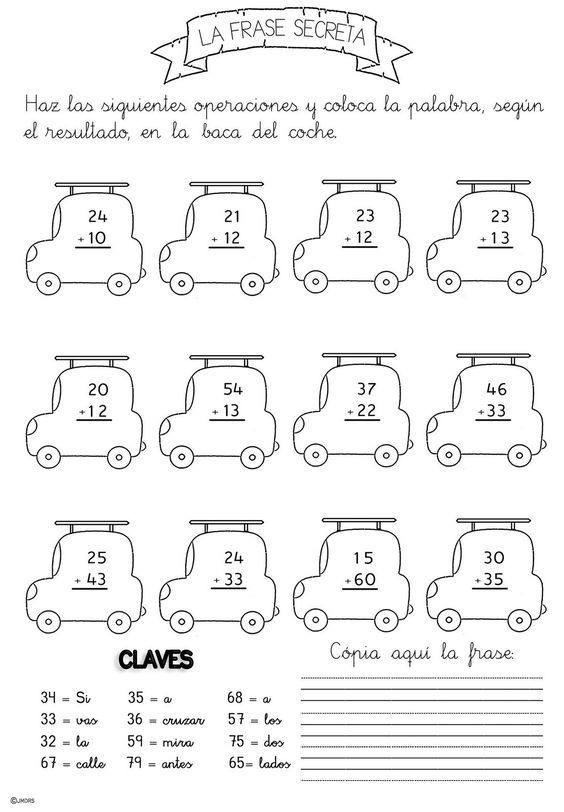 LA FRASE SECRETA
Haz las siguientes operaciones y coloca la palabra, según
el resultado, en la baca del coche.
24 21 23 23
+ 10 + 12 + 12 + 13
20 54 37 46
+ 12 + 13 + 22 + 33
25 24 15 30
+ 43 + 33 + 60 + 35
CLAVES
Cópia aquí la frase:
34 = Si 35 = a 68 = a
33 = vas 36 = cruzar 57 = los
32 = la 59 = mira 75 = dos
67 = calle 79 = antes 65= lados
©JMDRS